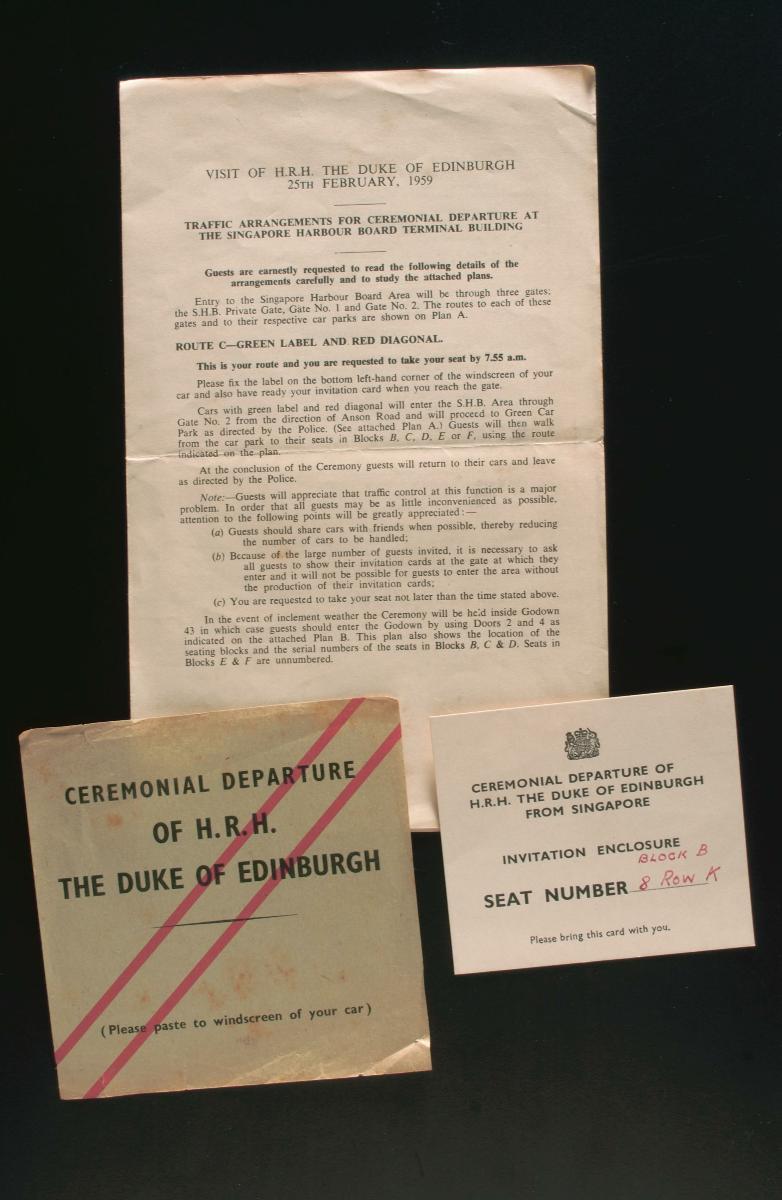 VISIT OF H.R.H. THE DUKE OF EDINBURGH
25TH FEBRUARY, 1959
TRAFFIC ARRANGEMENTS FOR CEREMONIAL DEPARTURE AT
THE SINGAPORE HARBOUR BOARD TERMINAL BUILDING
Guests are earnestly requested to read the following details of the
arrangements carefully and to study the attached plans.
Entry to the Singapore Harbour Board Area will be through three gates;
the S.H.B. Private Gate, Gate No. 1 and Gate No. 2. The routes to each of these
gates and to their respective car parks are shown on Plan A.
ROUTE C—GREEN LABEL AND RED DIAGONAL.
This is your route and you are requested to take your seat by 7.55 a.m.
Please fix the label on the bottom left-hand corner of the windscreen of your
car and also have ready your invitation card when you reach the gate.
Cars with green label and red diagonal will enter the S.H.B. Area through
Gate No. 2 from the direction of Anson Road and will proceed to Green Car
Park as directed by the Police. (See attached Plan A.) Guests will then walk
from the car park to their seats in Blocks B, C, D, E or F, using the route
indicated on the plan.
At the conclusion of the Ceremony guests will return to their cars and leave
as directed by the Police.
Note:—Guests will appreciate that traffic control at this function is a major
problem. In order that all guests may be as little inconvenienced as possible,
attention to the following points will be greatly appreciated:—
(a) Guests should share cars with friends when possible, thereby reducing
the number of cars to be handled;
(b) Because of the large number of guests invited, it is necessary to ask
all guests to show their invitation cards at the gate at which they
enter and it will not be possible for guests to enter the area without
the production of their invitation cards;
(c) You are requested to take your seat not later than the time stated above.
In the event of inclement weather the Ceremony will be held inside Godown
43 in which case guests should enter the Godown by using Doors 2 and 4 as
indicated on the attached Plan B. This plan also shows the location of the
seating blocks and the serial numbers of the seats in Blocks B, C & D. Seats in
Blocks E & F are unnumbered.
CEREMONIAL DEPARTURE
OF H.R.H.
THE DUKE OF EDINBURGH
(Please paste to windscreen of your car)
CEREMONIAL DEPARTURE OF
H.R.H. THE DUKE OF EDINBURGH
FROM SINGAPORE
INVITATION ENCLOSURE
BLOCK B
SEAT NUMBER 8 Row K
Please bring this card with you.